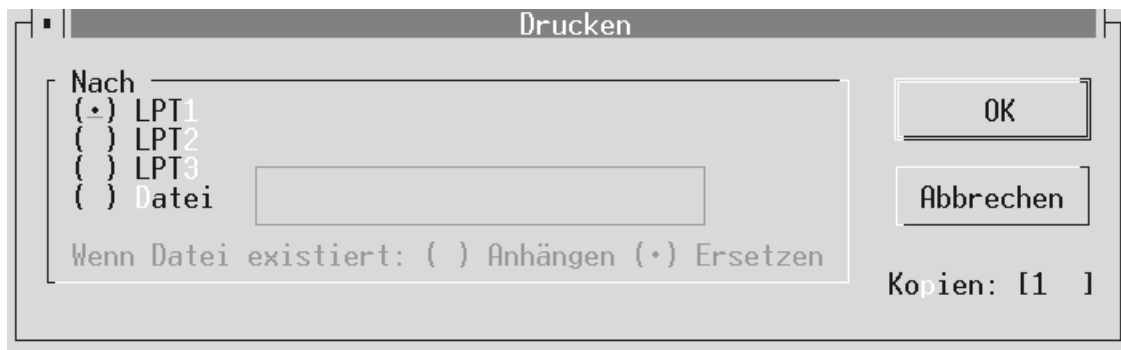 Drucken
Nach
(•) LPT1
( ) LPT2
( ) LPT3
( ) Datei
Wenn Datei existiert: ( ) Anhängen (•) Ersetzen
OK
Abbrechen
Kopien: [1 ]